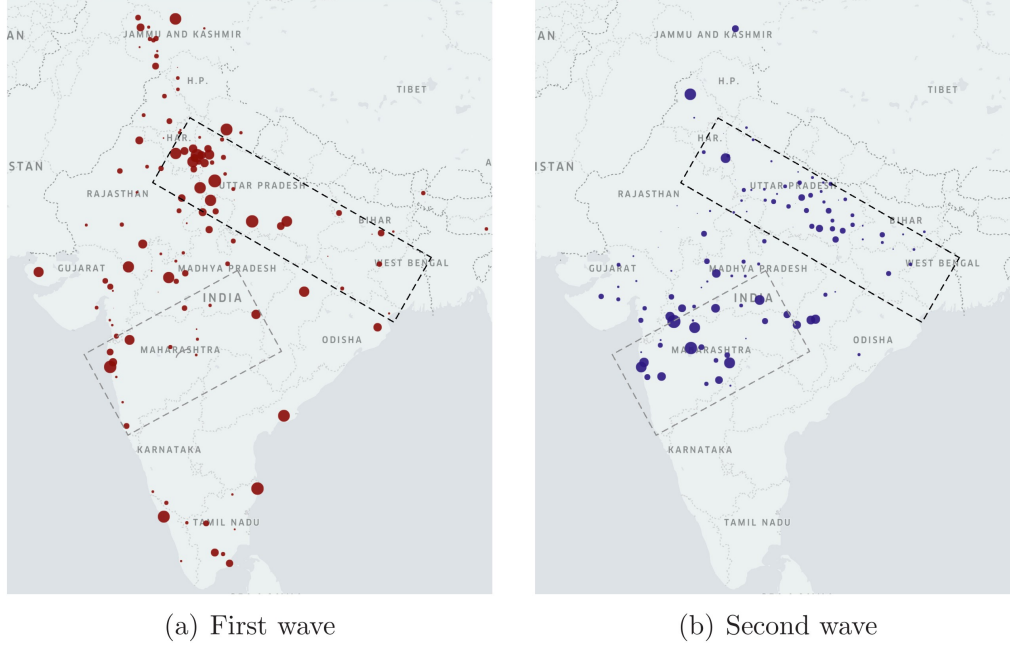 AN
JAMMU AND KASHMIR
H.P.
TIBET
HAR.
STAN
A
UTTAR PRADESH
RAJASTHAN
BIHAR
WEST BENGAL
GUJARAT
MADHYA PRADESH
INDIA
ODISHA
MAHARASHTRA
KARNATAKA
TAMIL NADU
(a) First wave
AN
JAMMU AND KASHMIR
H.P.
TIBET
HAR.
ISTAN
UTTAR PRADESH
RAJASTHAN
BIHAR
WEST BENGAL
GUJARAT
MADHYA PRADESH
INDIA
ODISHA
MAHARASHTRA
KARNATAKA
TAMIL NADU
(b) Second wave